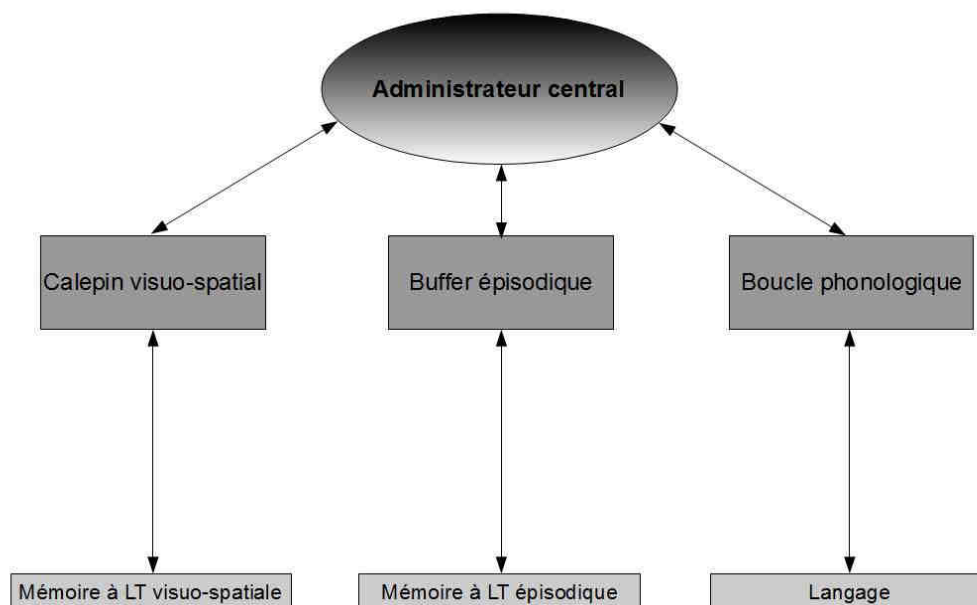 Administrateur central
Calepin visuo-spatial
Buffer épisodique
Boucle phonologique
Mémoire à LT visuo-spatiale
Mémoire à LT épisodique
Langage